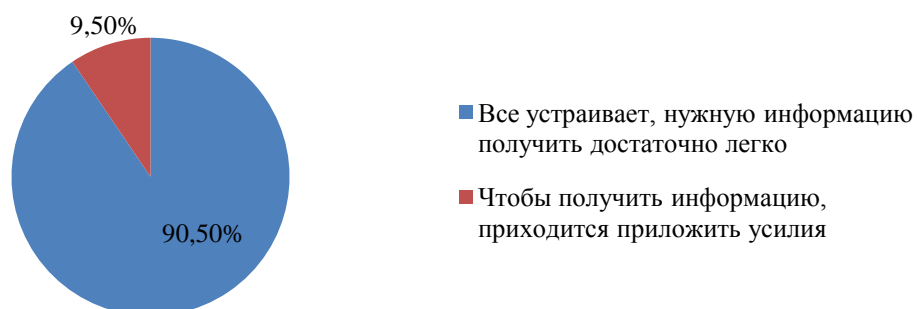 9,50%
90,50%
Все устраивает, нужную информацию
получить достаточно легко
Чтобы получить информацию,
приходится приложить усилия